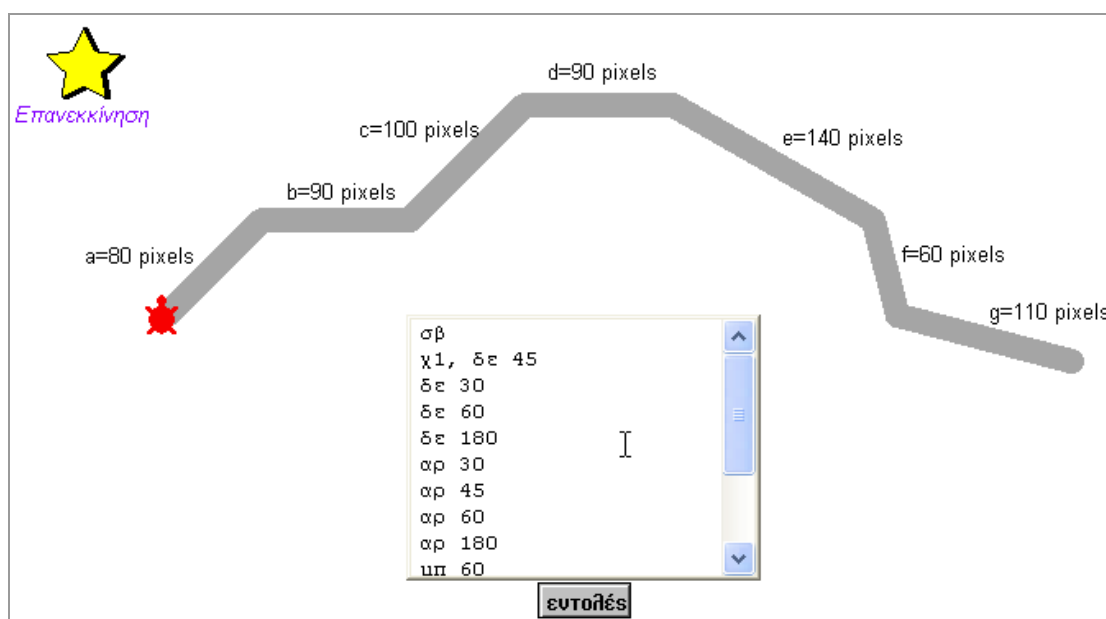 d=90 pixels
Επανεκκίνηση
c=100 pixels
e=140 pixels
b=90 pixels
a=80 pixels
f=60 pixels
g=110 pixels
σβ
χ1, δε 45
δε 30
δε 60
δε 180
αρ 30
αρ 45
αρ 60
αρ 180
μπ 60
εντολές